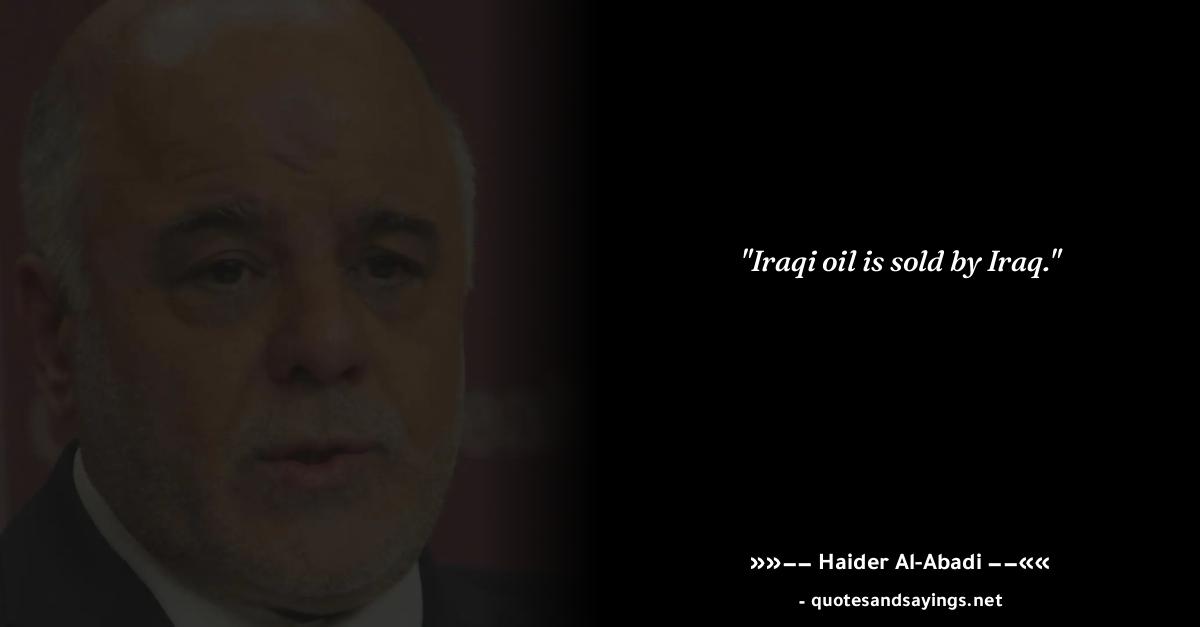 "Iraqi oil is sold by Iraq."
»»−− Haider Al-Abadi −−««
- quotesandsayings.net